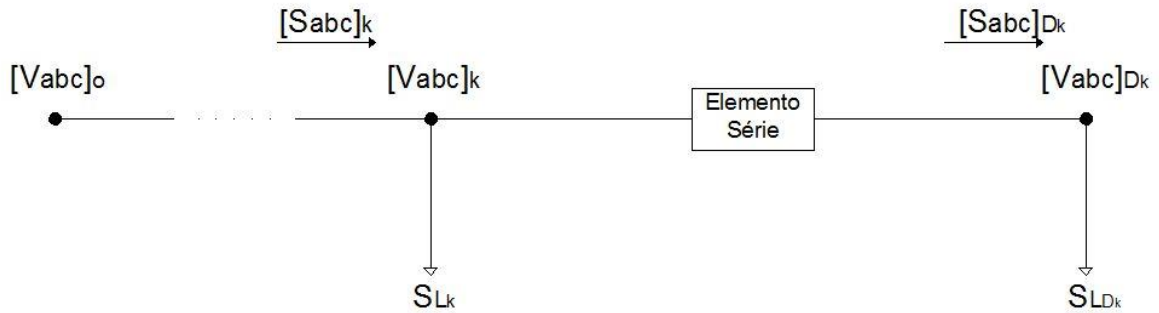 [Sabc]k
[Sabc]Dk
[Vabc]o
[Vabc]k
[Vabc]Dk
Elemento
Série
SLk
SLDk